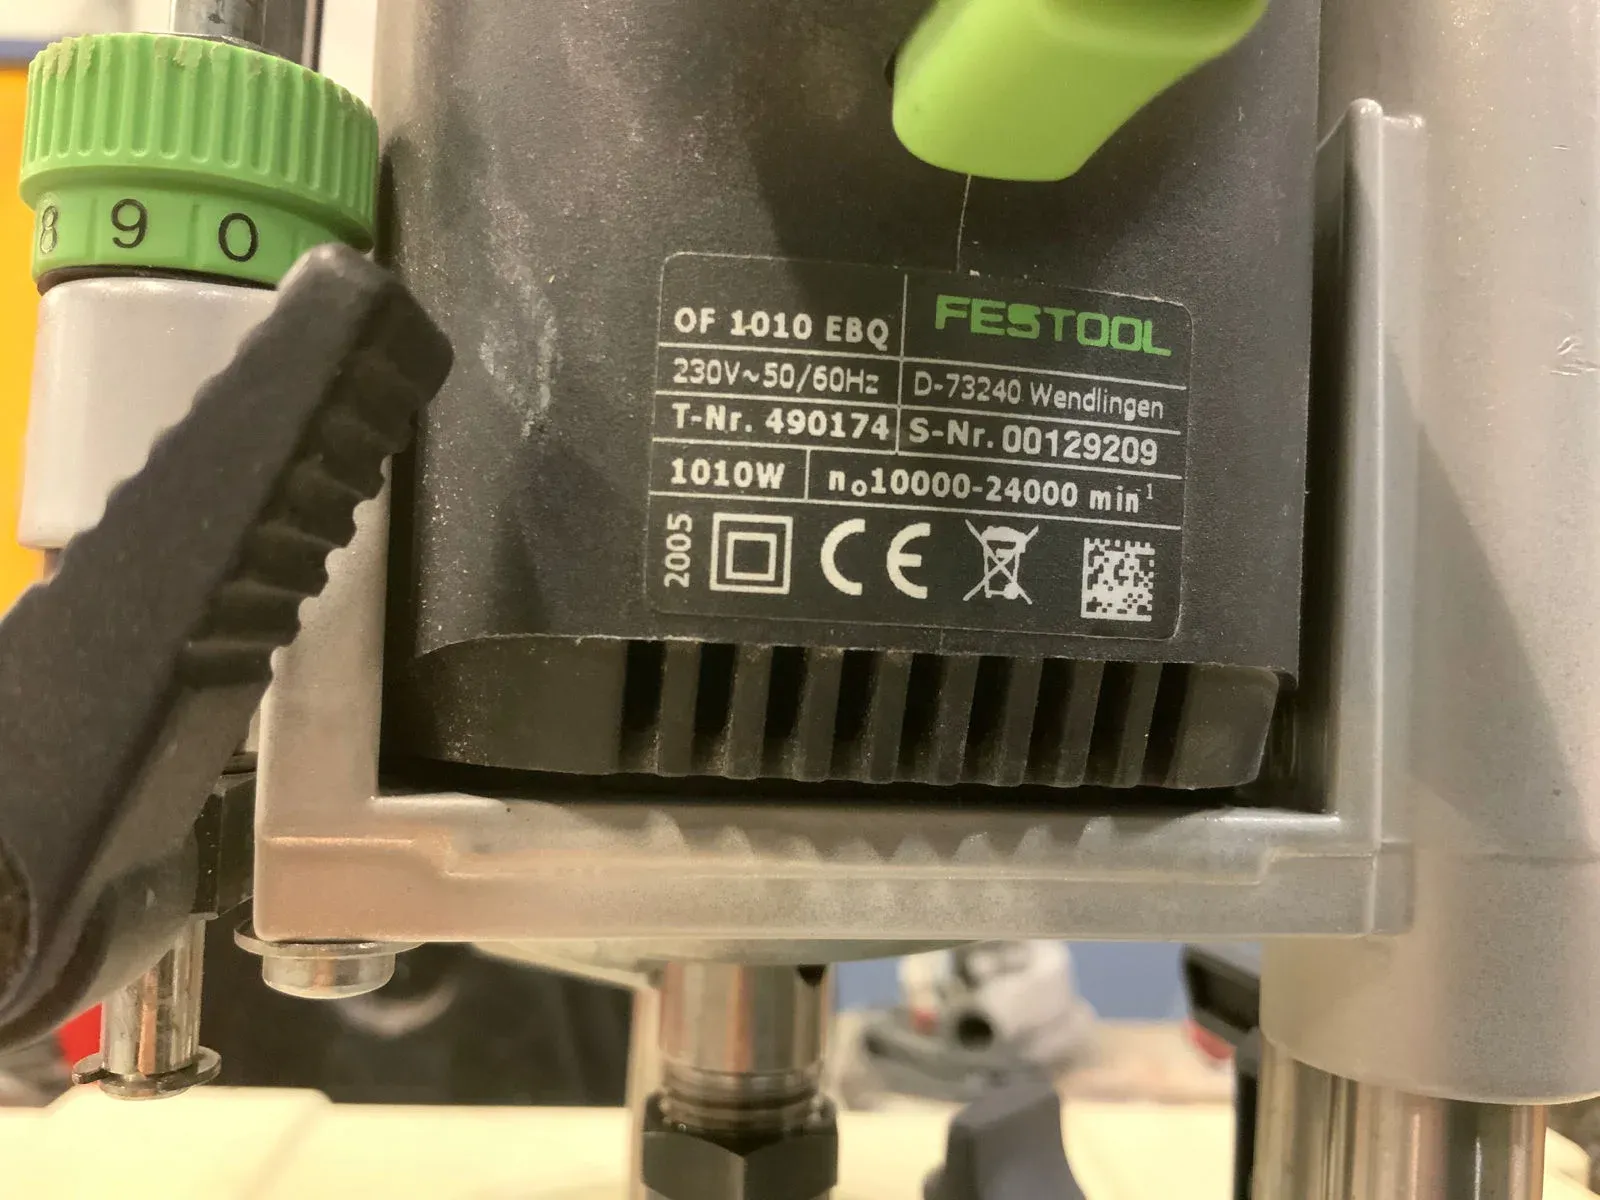 8 9 0
OF 1010 EBQ
FESTOOL
230V~50/60Hz
D-73240 Wendlingen
T-Nr. 490174
S-Nr. 00129209
1010W
n₀10000-24000 min⁻¹
2005
CE